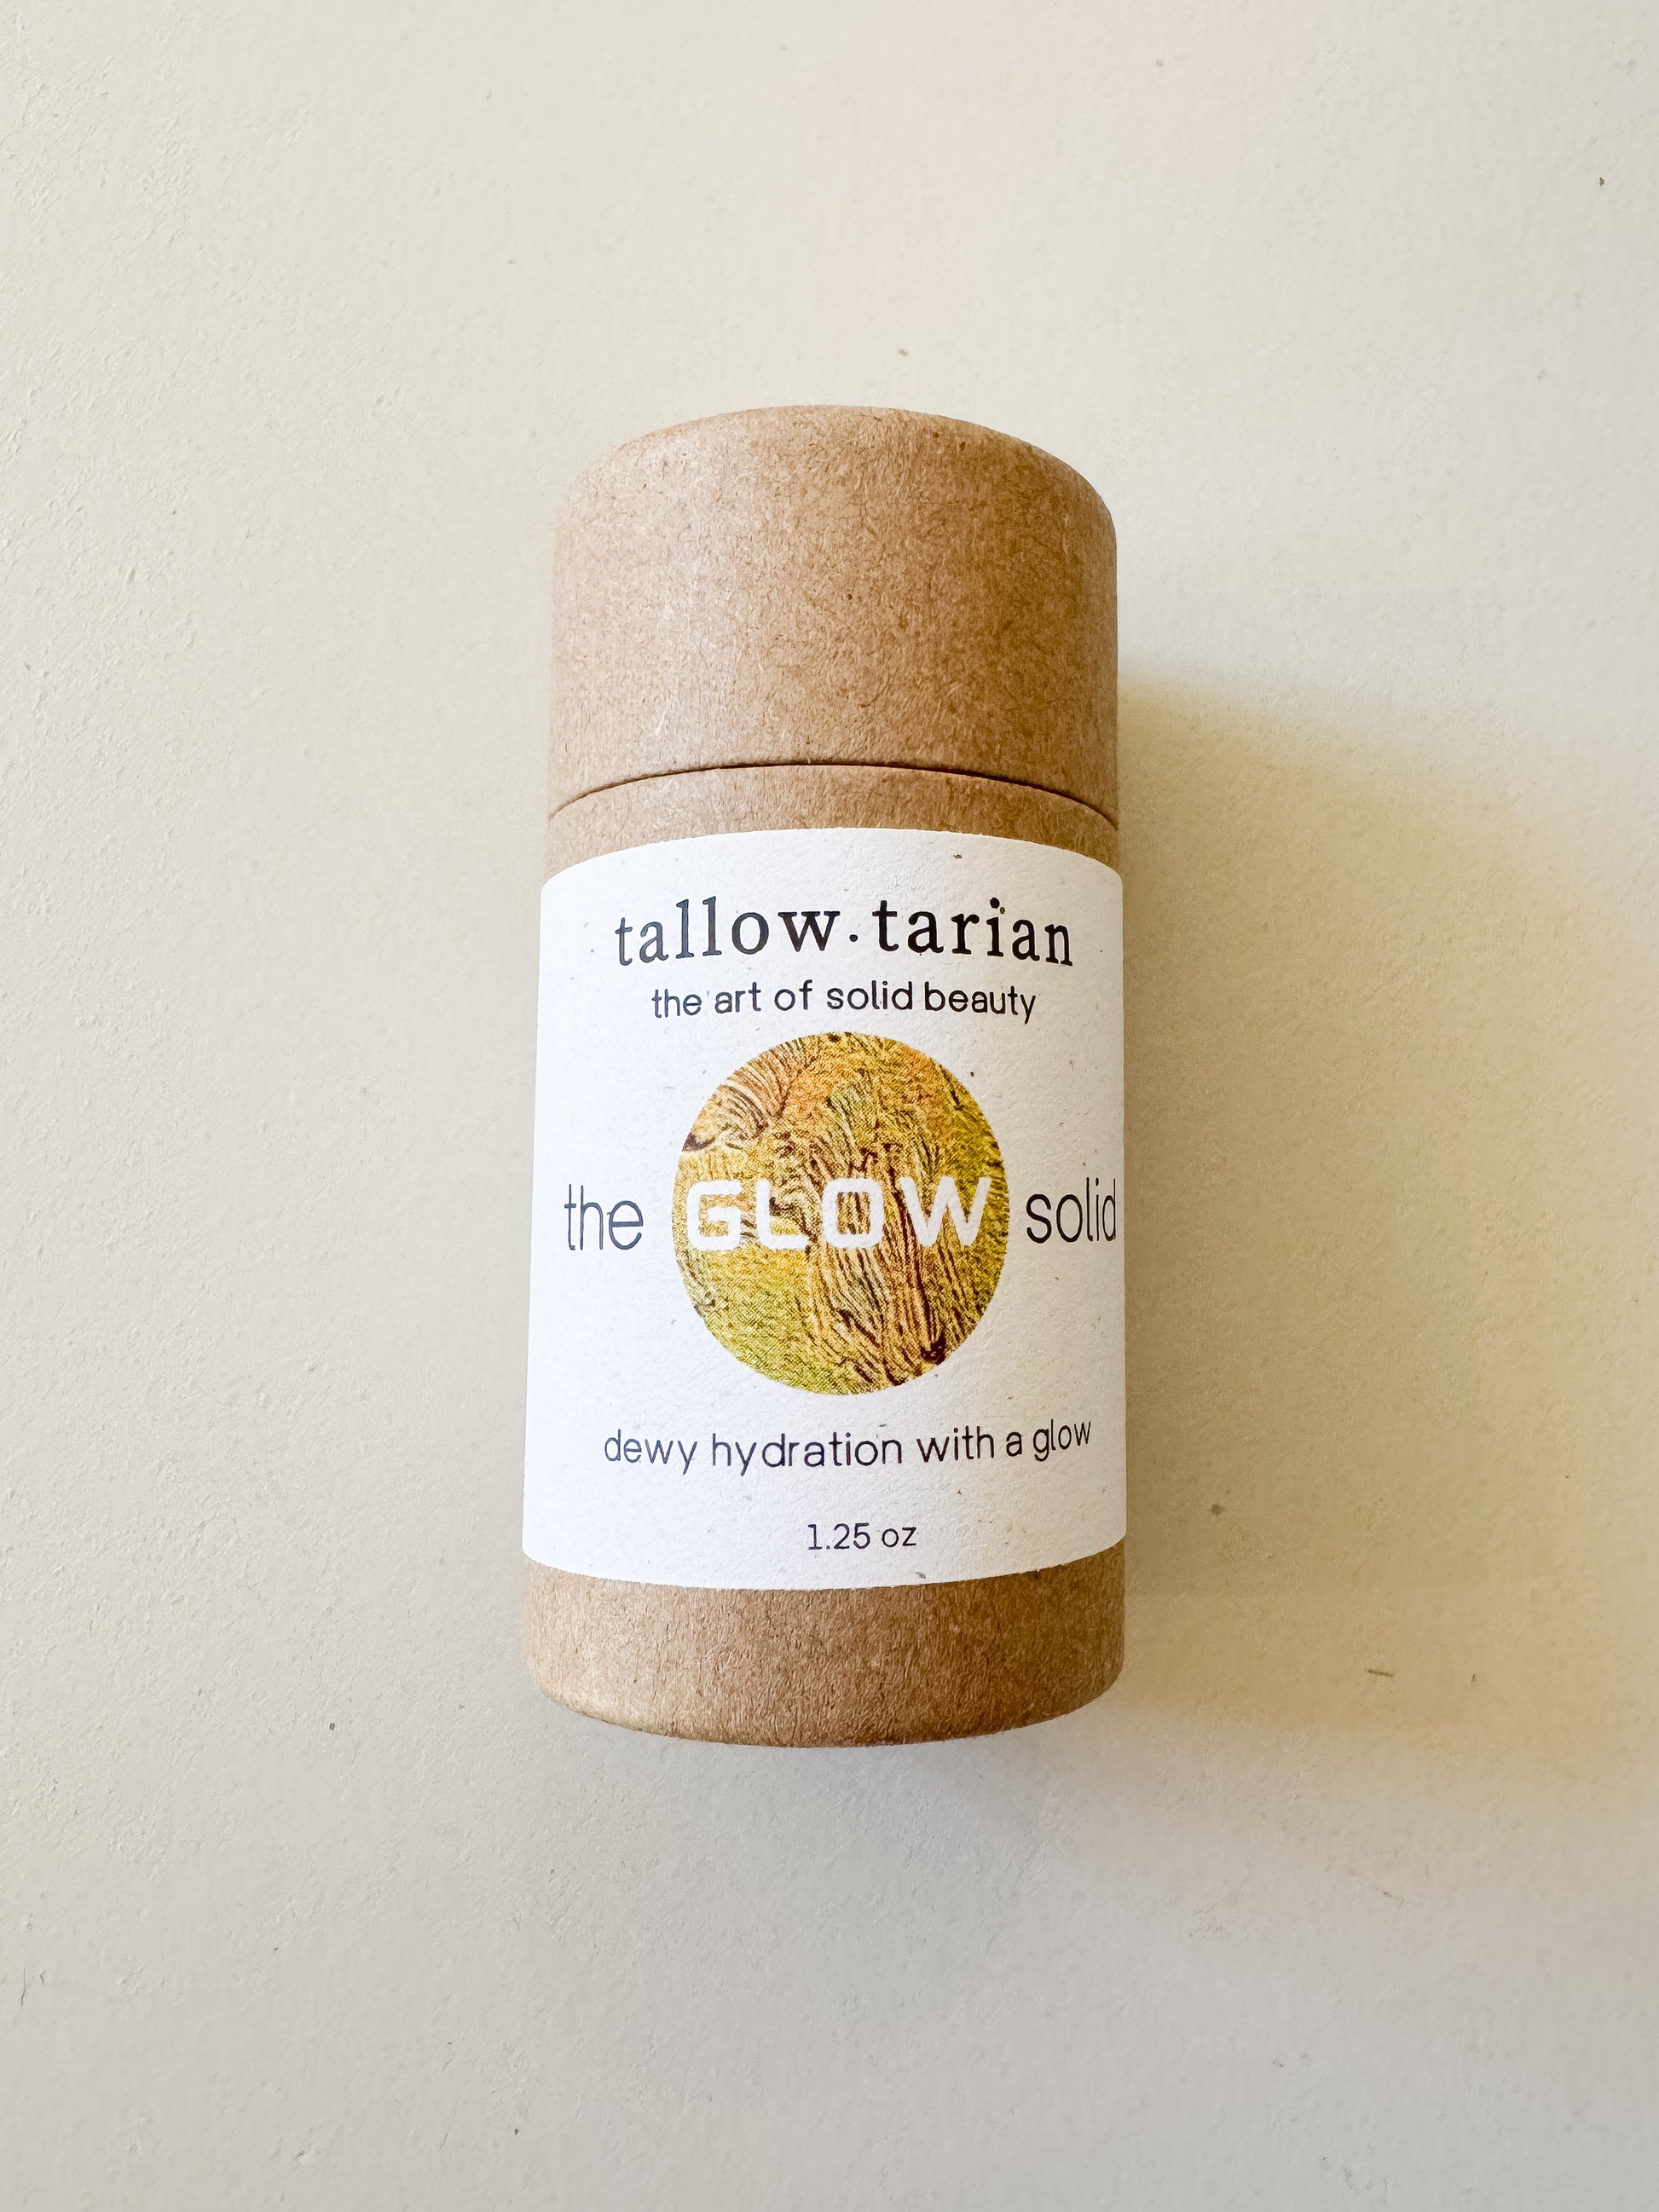 tallow·tarian
the art of solid beauty
the GLOW solid
dewy hydration with a glow
1.25 oz